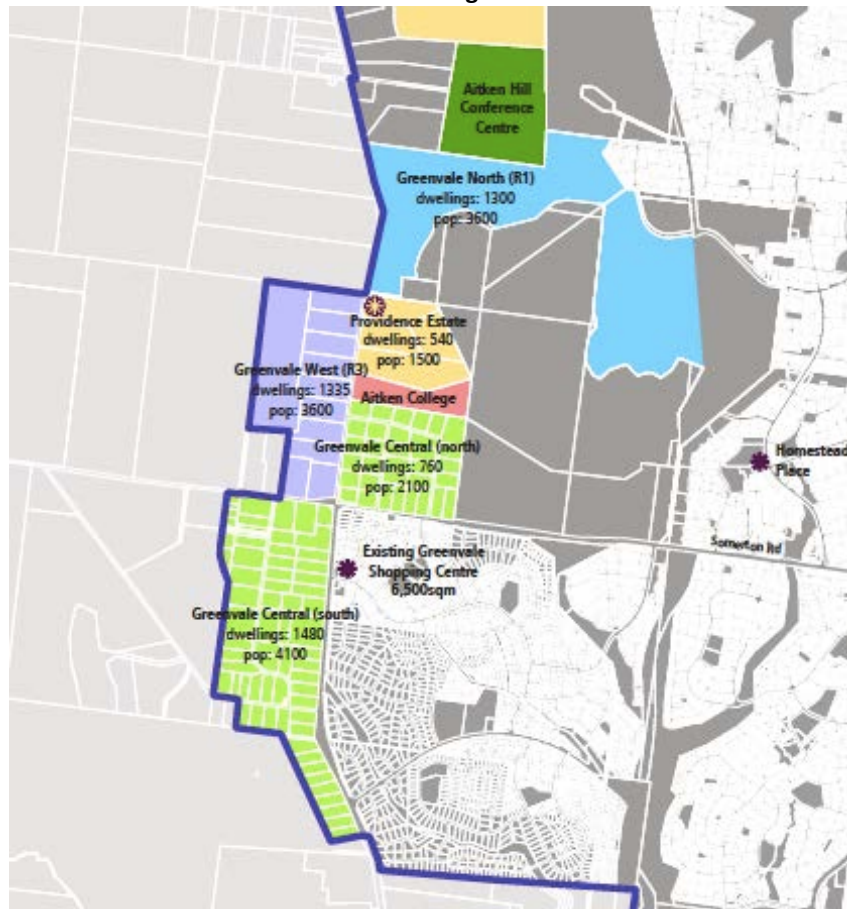 Aitken Hill
Conference
Centre
Greenvale North (R1)
dwellings: 1300
pop: 3600
Providence Estate
dwellings: 540
pop: 1500
Greenvale West (R3)
dwellings: 1335
pop: 3600
Aitken College
Greenvale Central (north)
dwellings: 760
pop: 2100
Homestead
Place
Somerton Rd
Existing Greenvale
Shopping Centre
6,500sqm
Greenvale Central (south)
dwellings: 1480
pop: 4100